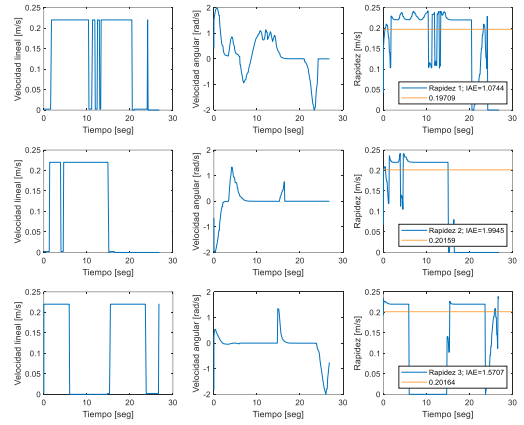 0.25
0.2
0.15
0.1
0.05
0
0 10 20 30
Velocidad lineal [m/s]
Tiempo [seg]
2
1
0
-1
-2
0 10 20 30
Velocidad angular [rad/s]
Tiempo [seg]
0.25
0.2
0.15
0.1
0.05
0
0 10 20 30
Rapidez [m/s]
Tiempo [seg]
Rapidez 1; IAE=1.0744
0.19709
0.25
0.2
0.15
0.1
0.05
0
0 10 20 30
Velocidad lineal [m/s]
Tiempo [seg]
2
1
0
-1
-2
0 10 20 30
Velocidad angular [rad/s]
Tiempo [seg]
0.25
0.2
0.15
0.1
0.05
0
0 10 20 30
Rapidez [m/s]
Tiempo [seg]
Rapidez 2; IAE=1.9945
0.20159
0.25
0.2
0.15
0.1
0.05
0
0 10 20 30
Velocidad lineal [m/s]
Tiempo [seg]
2
1
0
-1
-2
0 10 20 30
Velocidad angular [rad/s]
Tiempo [seg]
0.25
0.2
0.15
0.1
0.05
0
0 10 20 30
Rapidez [m/s]
Tiempo [seg]
Rapidez 3; IAE=1.5707
0.20164